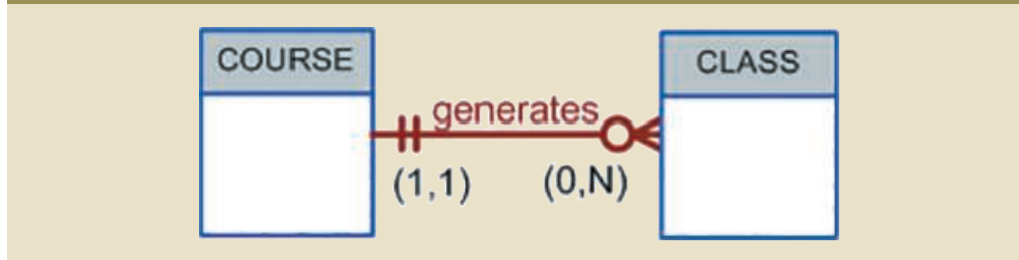 COURSE
CLASS
generates
(1,1)
(0,N)